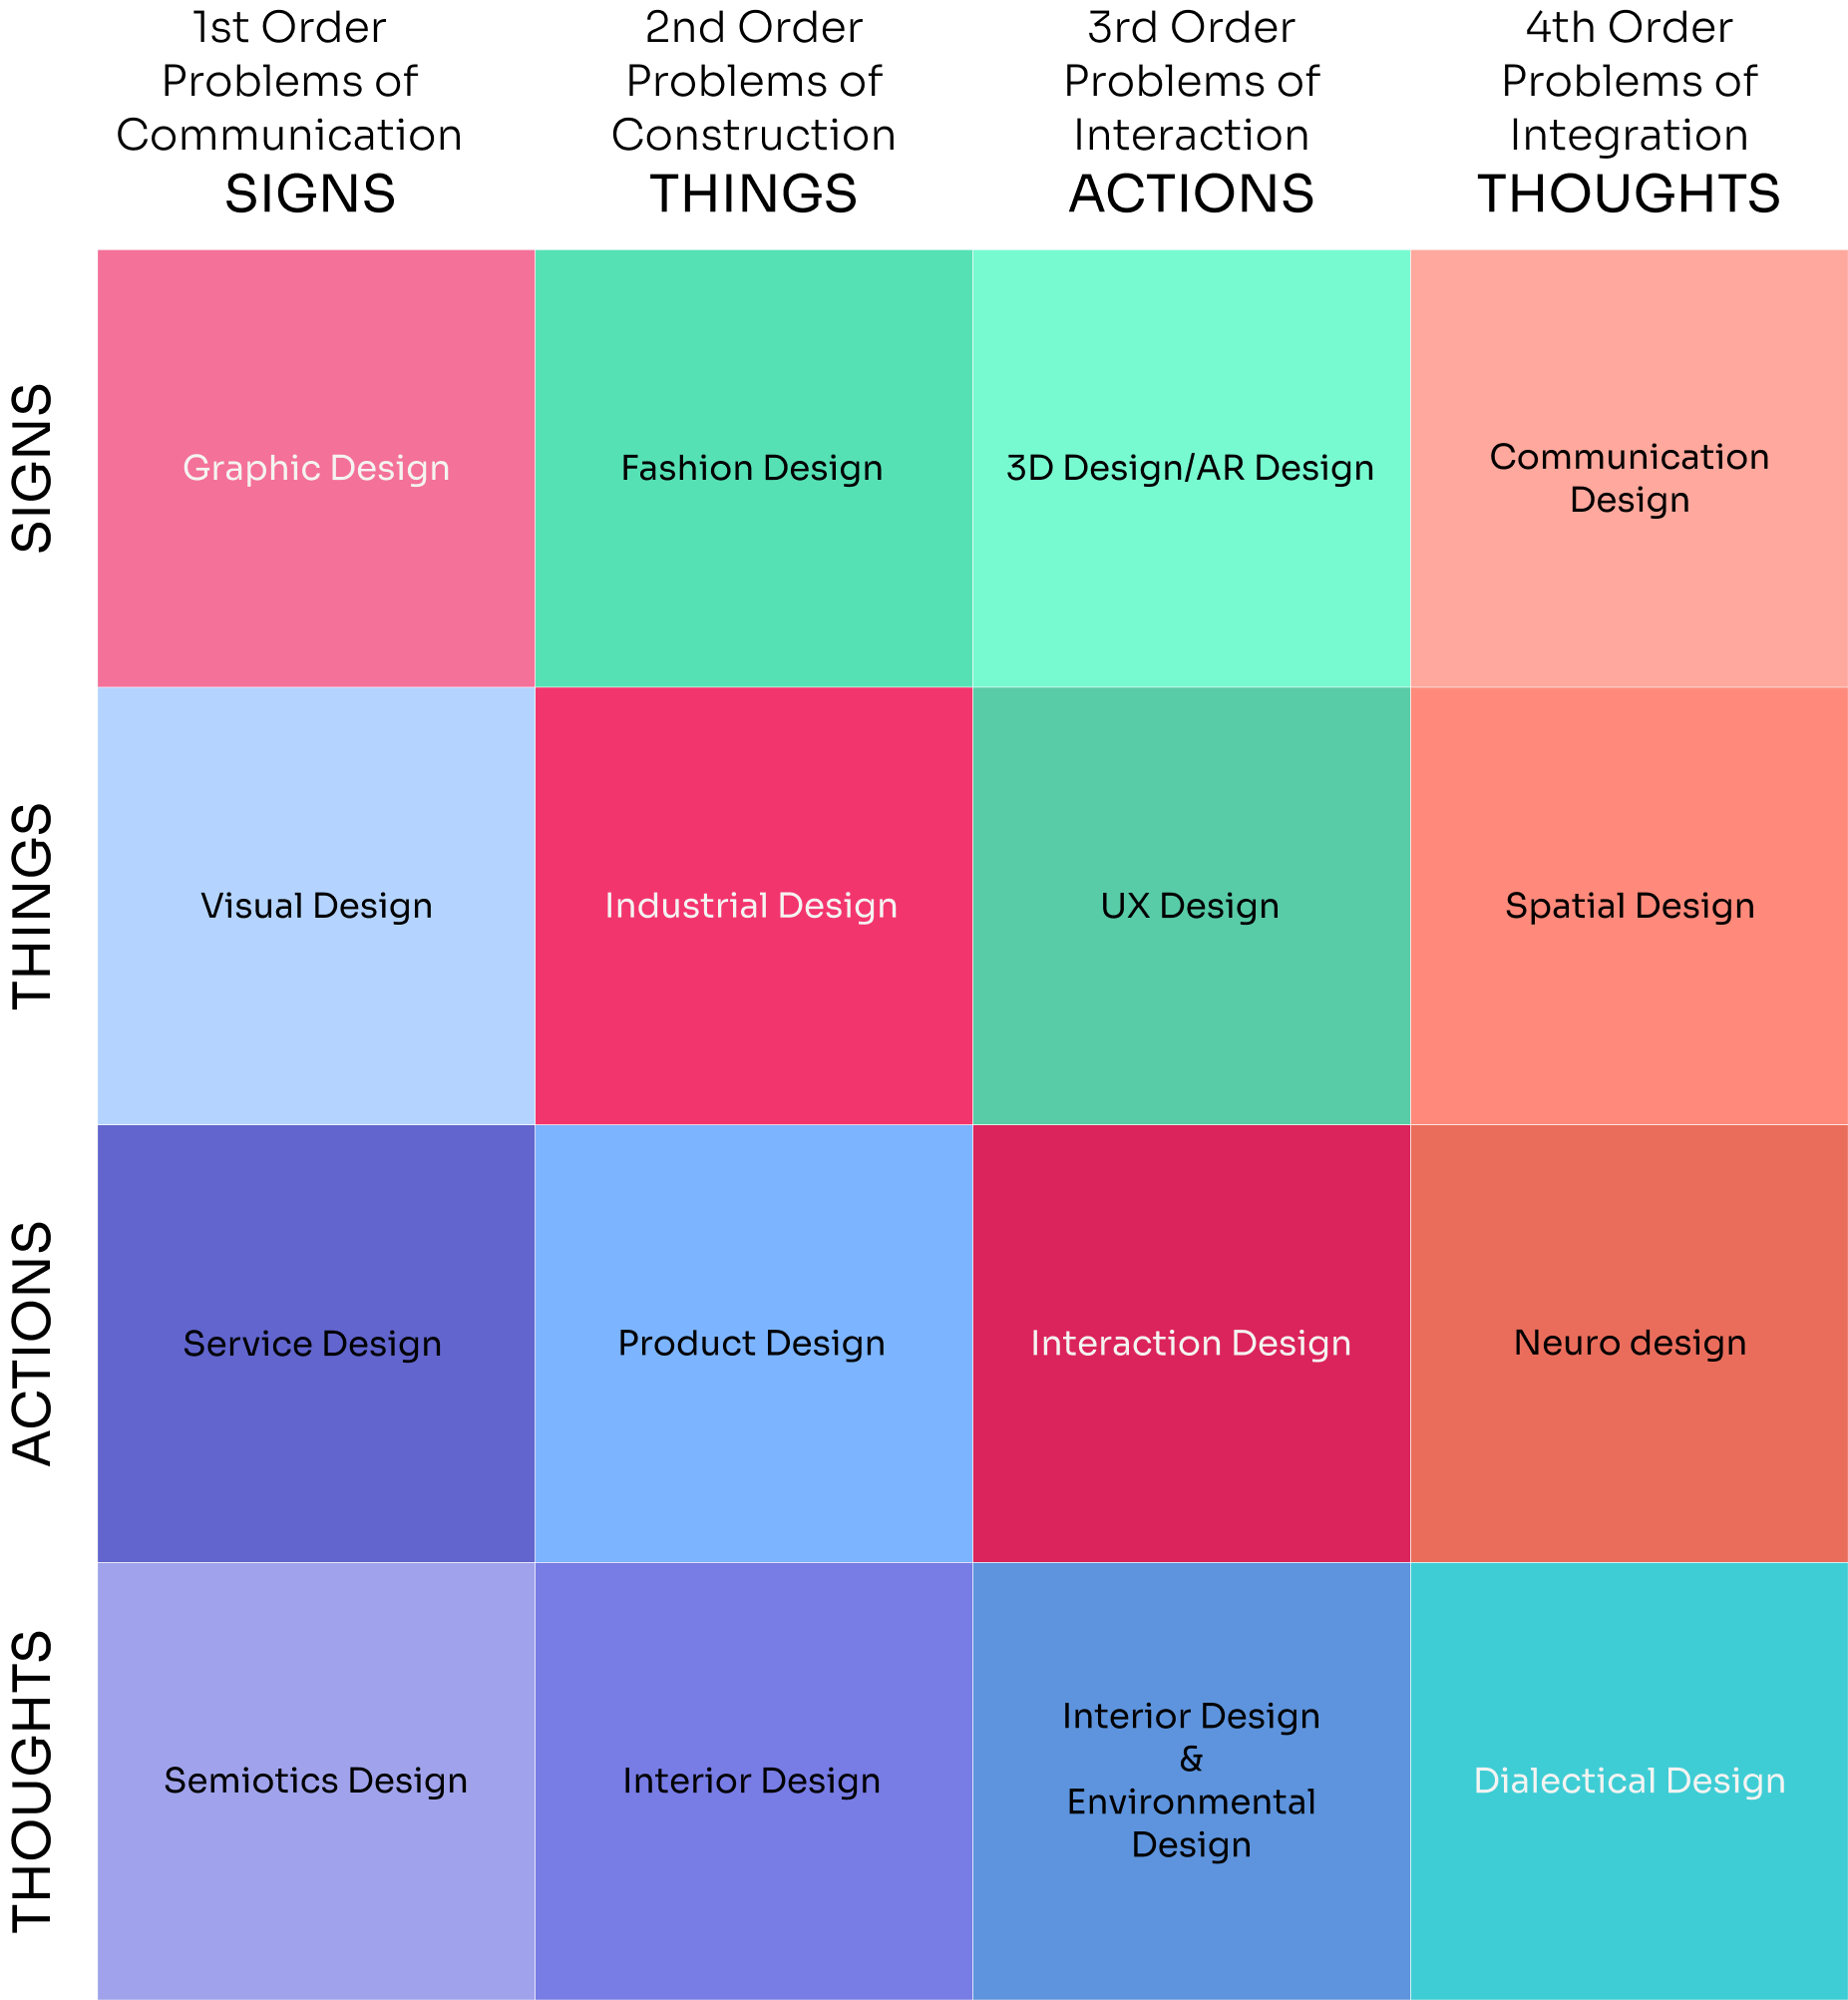 1st Order
Problems of
Communication
SIGNS
2nd Order
Problems of
Construction
THINGS
3rd Order
Problems of
Interaction
ACTIONS
4th Order
Problems of
Integration
THOUGHTS
SIGNS
Graphic Design
Fashion Design
3D Design/AR Design
Communication
Design
THINGS
Visual Design
Industrial Design
UX Design
Spatial Design
ACTIONS
Service Design
Product Design
Interaction Design
Neuro design
THOUGHTS
Semiotics Design
Interior Design
Interior Design
&
Environmental
Design
Dialectical Design